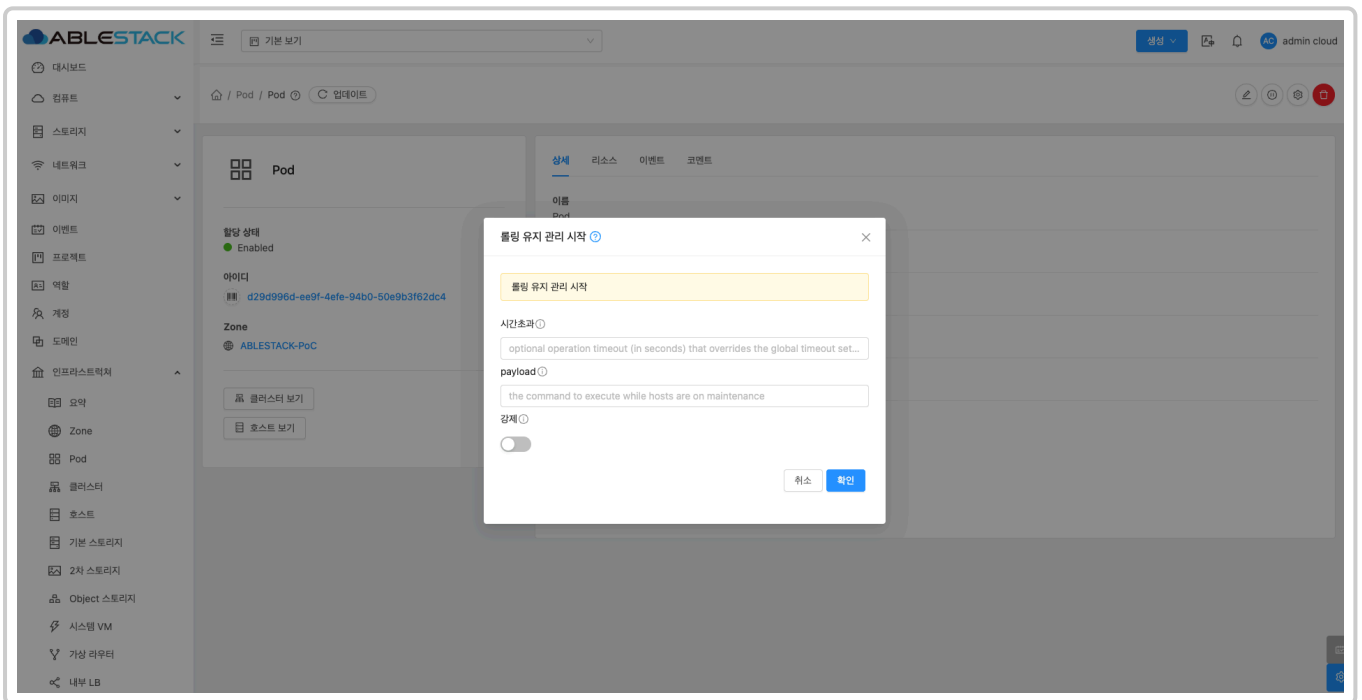 ABLESTACK
기본 보기
생성
AC
admin cloud
대시보드
컴퓨트
스토리지
네트워크
이미지
이벤트
프로젝트
역할
계정
도메인
인프라스트럭쳐
요약
Zone
Pod
클러스터
호스트
기본 스토리지
2차 스토리지
Object 스토리지
시스템 VM
가상 라우터
내부 LB
/ Pod / Pod
업데이트
Pod
할당 상태
Enabled
아이디
d29d996d-ee9f-4efe-94b0-50e9b3f62dc4
Zone
ABLESTACK-PoC
클러스터 보기
호스트 보기
상세
리소스
이벤트
코멘트
이름
Pod
롤링 유지 관리 시작
롤링 유지 관리 시작
시간초과
optional operation timeout (in seconds) that overrides the global timeout set...
payload
the command to execute while hosts are on maintenance
강제
취소
확인